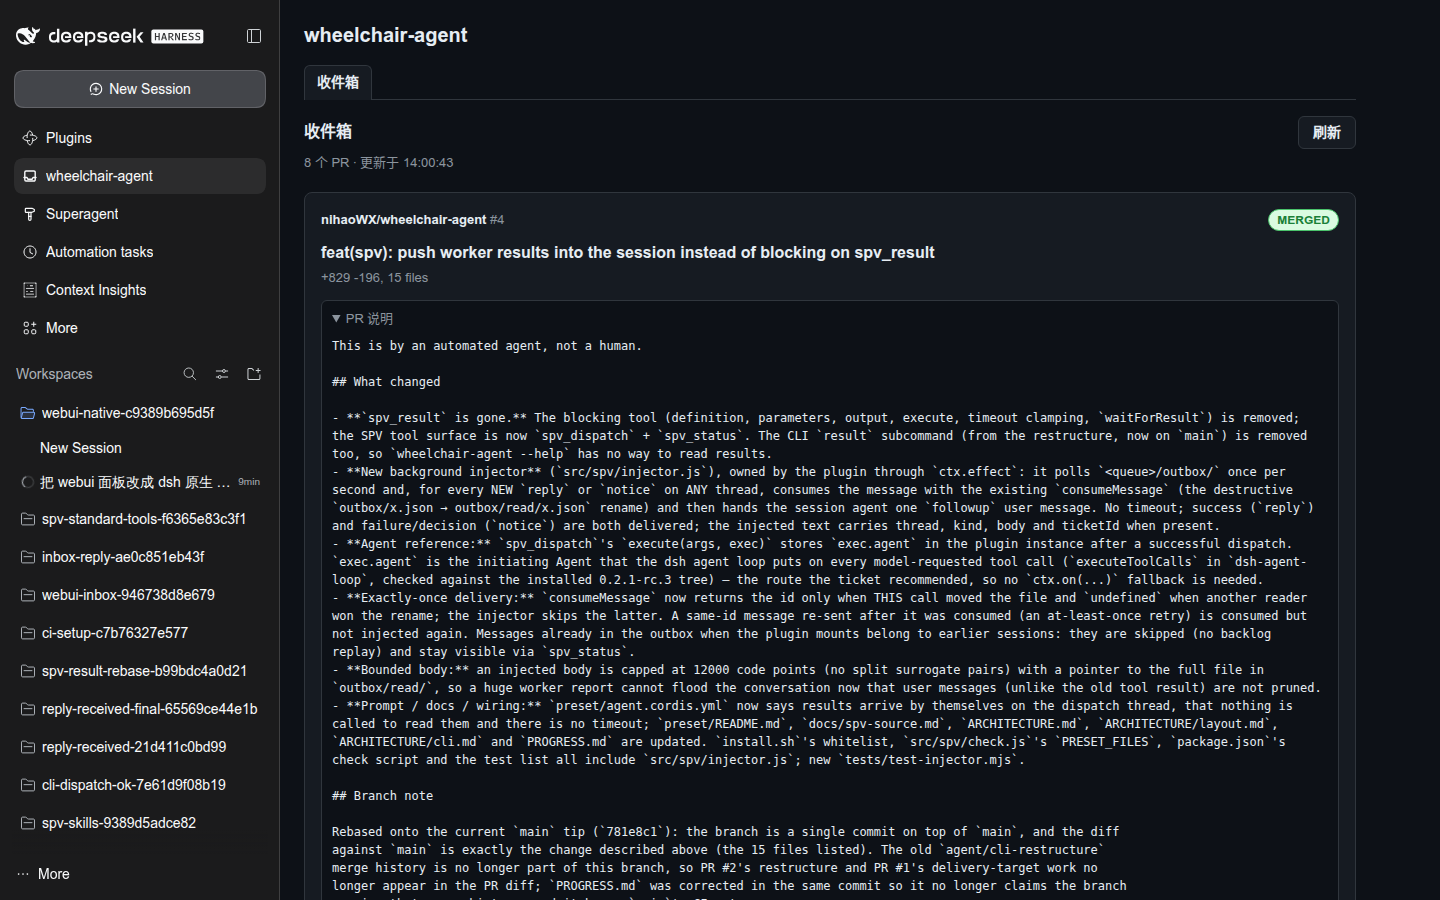 deepseek HARNESS
New Session
Plugins
wheelchair-agent
Superagent
Automation tasks
Context Insights
More
Workspaces
webui-native-c9389b695d5f
New Session
把 webui 面板改成 dsh 原生 ... 9min
spv-standard-tools-f6365e83c3f1
inbox-reply-ae0c851eb43f
webui-inbox-946738d8e679
ci-setup-c7b76327e577
spv-result-rebase-b99bdc4a0d21
reply-received-final-65569ce44e1b
reply-received-21d411c0bd99
cli-dispatch-ok-7e61d9f08b19
spv-skills-9389d5adce82
··· More
wheelchair-agent
收件箱
收件箱
刷新
8 个 PR · 更新于 14:00:43
nihaoWX/wheelchair-agent #4
MERGED
feat(spv): push worker results into the session instead of blocking on spv_result
+829 -196, 15 files
▼ PR 说明
This is by an automated agent, not a human.
## What changed
- **`spv_result` is gone.** The blocking tool (definition, parameters, output, execute, timeout clamping, `waitForResult`) is removed;
the SPV tool surface is now `spv_dispatch` + `spv_status`. The CLI `result` subcommand (from the restructure, now on `main`) is removed
too, so `wheelchair-agent --help` has no way to read results.
- **New background injector** (`src/spv/injector.js`), owned by the plugin through `ctx.effect`: it polls `<queue>/outbox/` once per
second and, for every NEW `reply` or `notice` on ANY thread, consumes the message with the existing `consumeMessage` (the destructive
`outbox/x.json → outbox/read/x.json` rename) and then hands the session agent one `followup` user message. No timeout; success (`reply`)
and failure/decision (`notice`) are both delivered; the injected text carries thread, kind, body and ticketId when present.
- **Agent reference:** `spv_dispatch`'s `execute(args, exec)` stores `exec.agent` in the plugin instance after a successful dispatch.
`exec.agent` is the initiating Agent that the dsh agent loop puts on every model-requested tool call (`executeToolCalls` in `dsh-agent-
loop`, checked against the installed 0.2.1-rc.3 tree) — the route the ticket recommended, so no `ctx.on(...)` fallback is needed.
- **Exactly-once delivery:** `consumeMessage` now returns the id only when THIS call moved the file and `undefined` when another reader
won the rename; the injector skips the latter. A same-id message re-sent after it was consumed (an at-least-once retry) is consumed but
not injected again. Messages already in the outbox when the plugin mounts belong to earlier sessions: they are skipped (no backlog
replay) and stay visible via `spv_status`.
- **Bounded body:** an injected body is capped at 12000 code points (no split surrogate pairs) with a pointer to the full file in
`outbox/read/`, so a huge worker report cannot flood the conversation now that user messages (unlike the old tool result) are not pruned.
- **Prompt / docs / wiring:** `preset/agent.cordis.yml` now says results arrive by themselves on the dispatch thread, that nothing is
called to read them and there is no timeout; `preset/README.md`, `docs/spv-source.md`, `ARCHITECTURE.md`, `ARCHITECTURE/layout.md`,
`ARCHITECTURE/cli.md` and `PROGRESS.md` are updated. `install.sh`'s whitelist, `src/spv/check.js`'s `PRESET_FILES`, `package.json`'s
check script and the test list all include `src/spv/injector.js`; new `tests/test-injector.mjs`.
## Branch note
Rebased onto the current `main` tip (`781e8c1`): the branch is a single commit on top of `main`, and the diff
against `main` is exactly the change described above (the 15 files listed). The old `agent/cli-restructure`
merge history is no longer part of this branch, so PR #2's restructure and PR #1's delivery-target work no
longer appear in the PR diff; `PROGRESS.md` was corrected in the same commit so it no longer claims the branch